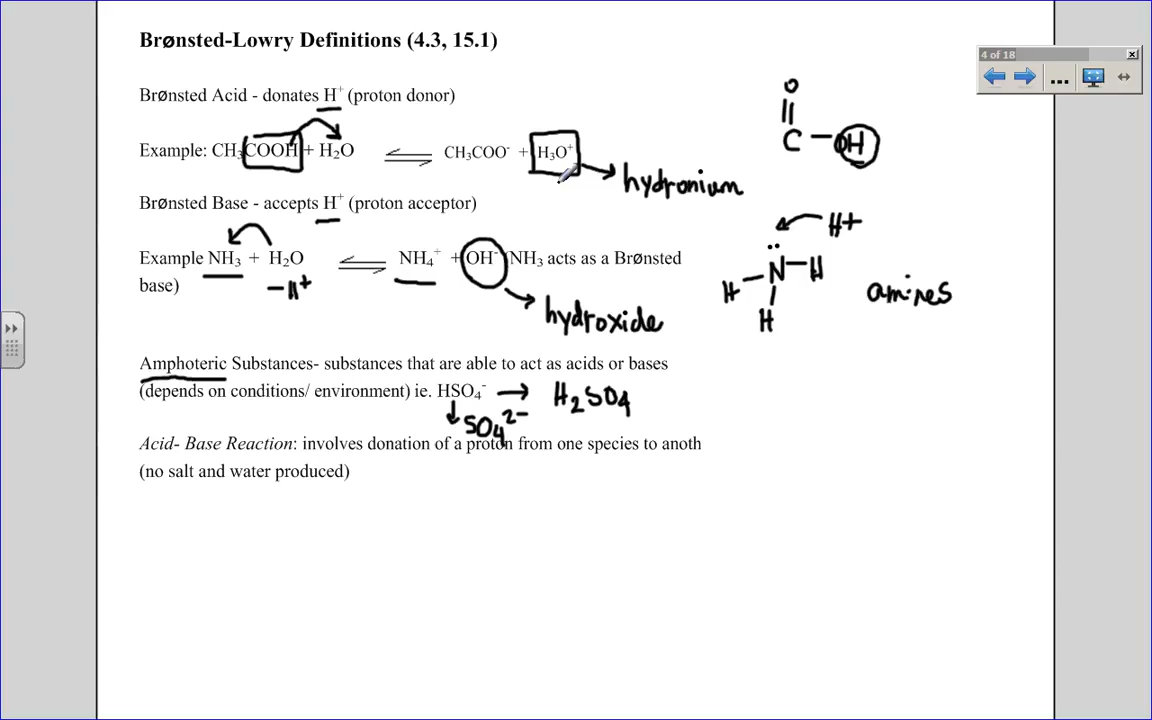 Brønsted-Lowry Definitions (4.3, 15.1)
4 of 18
Brønsted Acid - donates H⁺ (proton donor)
O
C - OH
Example: CH₃COOH + H₂O ⇌ CH₃COO⁻ + H₃O⁺
hydronium
Brønsted Base - accepts H⁺ (proton acceptor)
H+
Example NH₃ + H₂O ⇌ NH₄⁺ + OH⁻ (NH₃ acts as a Brønsted
base)
-H+
H-N-H
H
amines
hydroxide
Amphoteric Substances- substances that are able to act as acids or bases
(depends on conditions/ environment) ie. HSO₄⁻ → H₂SO₄
↓ SO₄²⁻
Acid- Base Reaction: involves donation of a proton from one species to anoth
(no salt and water produced)